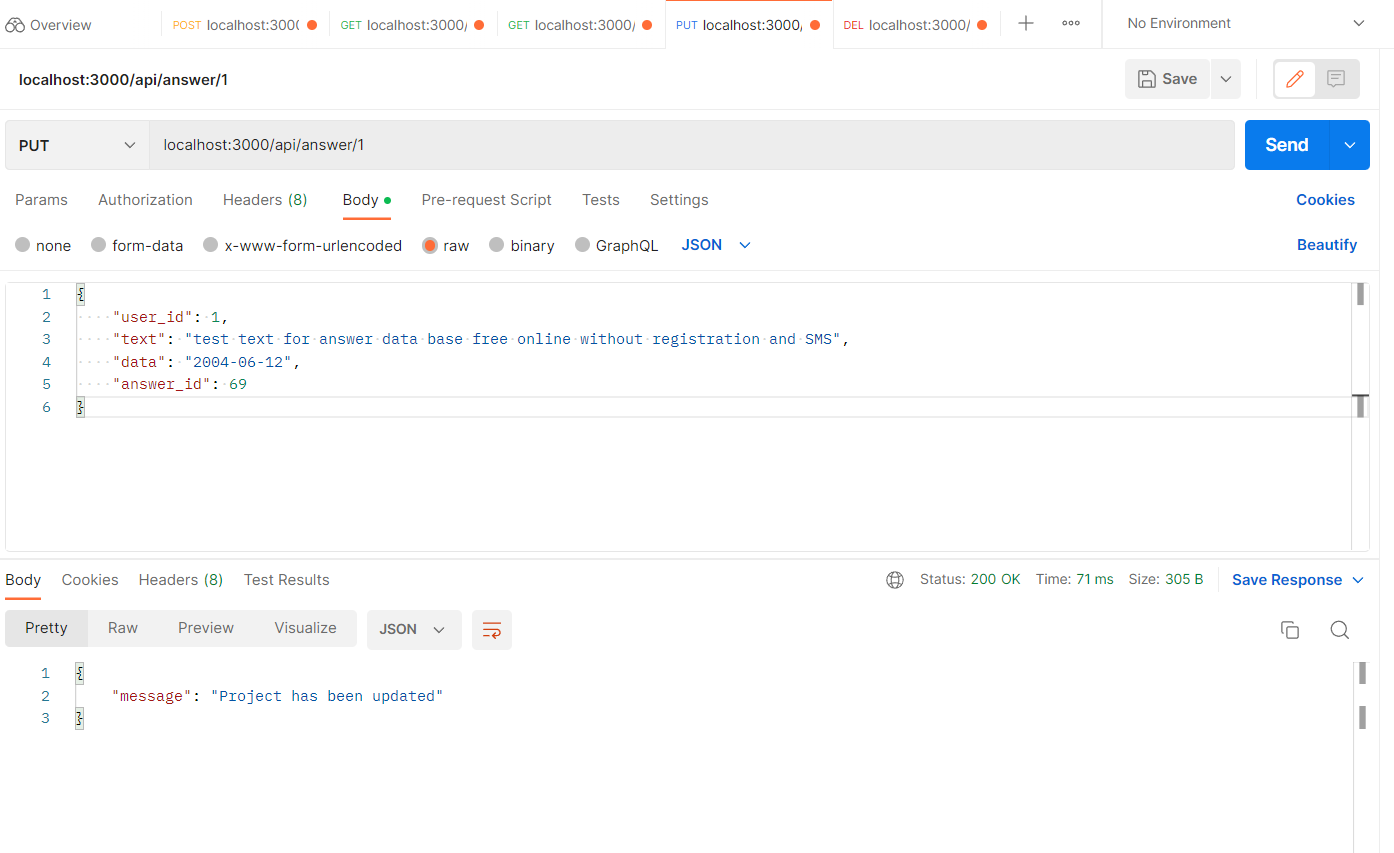 Overview POST localhost:300( GET localhost:3000/ GET localhost:3000/ PUT localhost:3000, DEL localhost:3000/ No Environment
localhost:3000/api/answer/1 Save
PUT localhost:3000/api/answer/1 Send
Params Authorization Headers (8) Body Pre-request Script Tests Settings Cookies
none form-data x-www-form-urlencoded raw binary GraphQL JSON Beautify
1 {
2 "user_id": 1,
3 "text": "test text for answer data base free online without registration and SMS",
4 "data": "2004-06-12",
5 "answer_id": 69
6 }
Body Cookies Headers (8) Test Results Status: 200 OK Time: 71 ms Size: 305 B Save Response
Pretty Raw Preview Visualize JSON
1 {
2 "message": "Project has been updated"
3 }